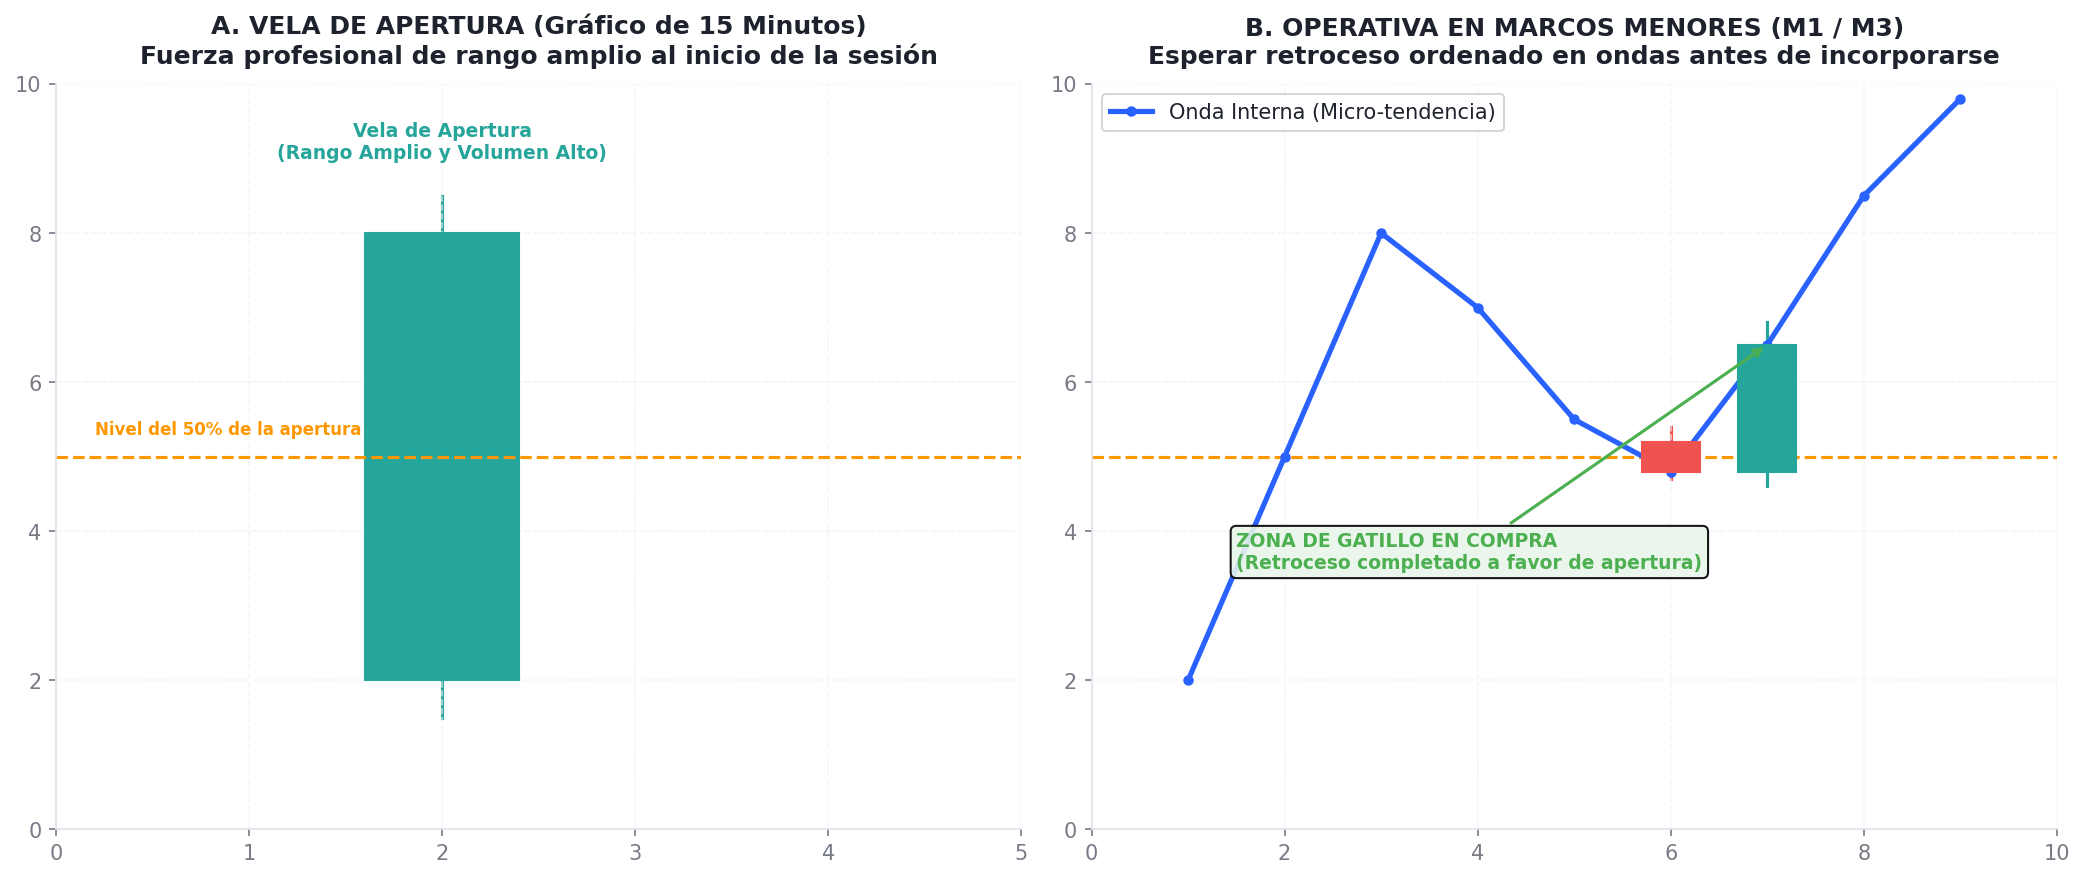 A. VELA DE APERTURA (Gráfico de 15 Minutos)
Fuerza profesional de rango amplio al inicio de la sesión
10
8
6
4
2
0
Vela de Apertura
(Rango Amplio y Volumen Alto)
Nivel del 50% de la apertura
0 1 2 3 4 5
B. OPERATIVA EN MARCOS MENORES (M1 / M3)
Esperar retroceso ordenado en ondas antes de incorporarse
10
8
6
4
2
0
Onda Interna (Micro-tendencia)
ZONA DE GATILLO EN COMPRA
(Retroceso completado a favor de apertura)
0 2 4 6 8 10